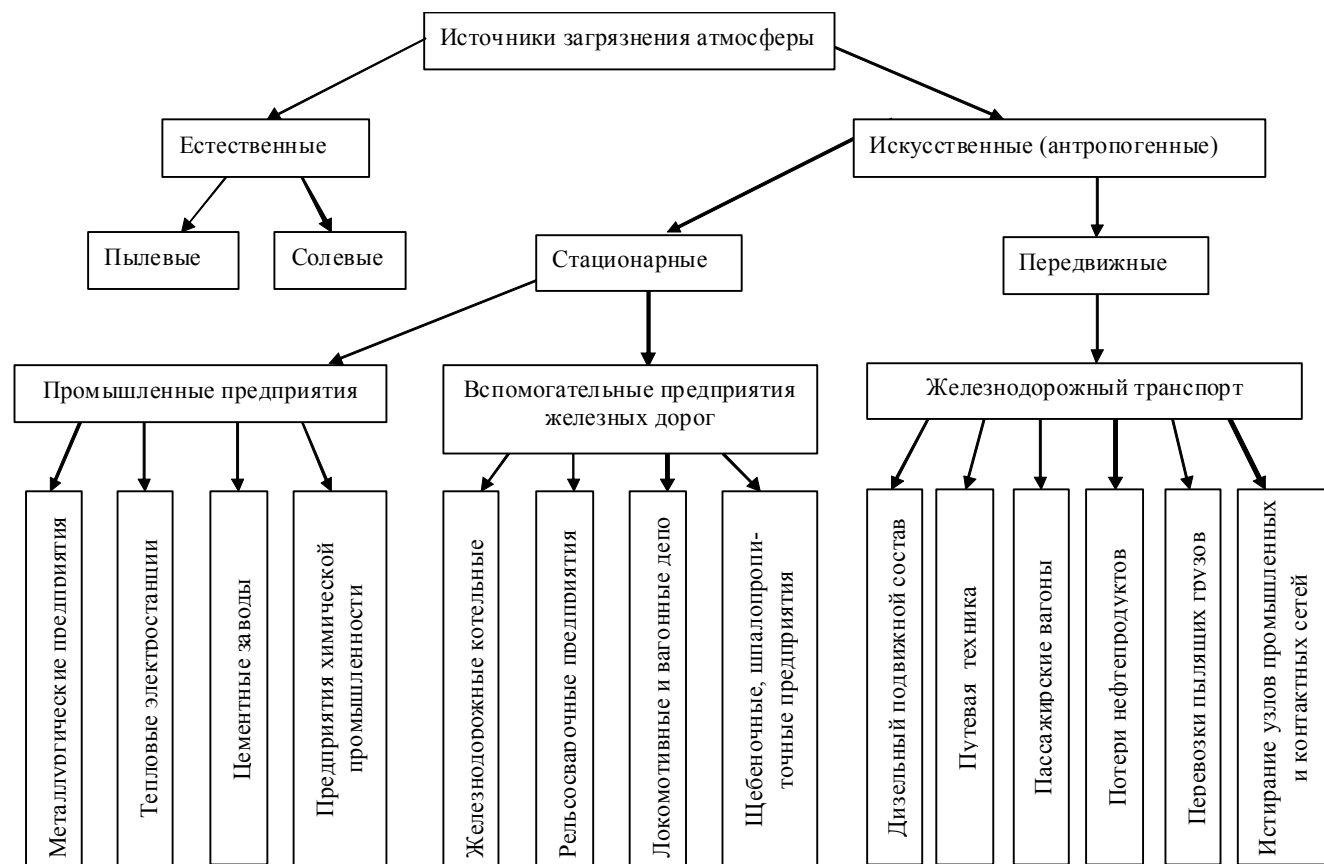 Источники загрязнения атмосферы
Естественные
Искусственные (антропогенные)
Пылевые
Солевые
Стационарные
Передвижные
Промышленные предприятия
Вспомогательные предприятия
железных дорог
Железнодорожный транспорт
Металлургические предприятия
Тепловые электростанции
Цементные заводы
Предприятия химической
промышленности
Железнодорожные котельные
Рельсосварочные предприятия
Локомотивные и вагонные депо
Щебеночные, шпалопропи-
точные предприятия
Дизельный подвижной состав
Путевая техника
Пассажирские вагоны
Потери нефтепродуктов
Перевозки пылящих грузов
Истирание узлов промышленных
и контактных сетей